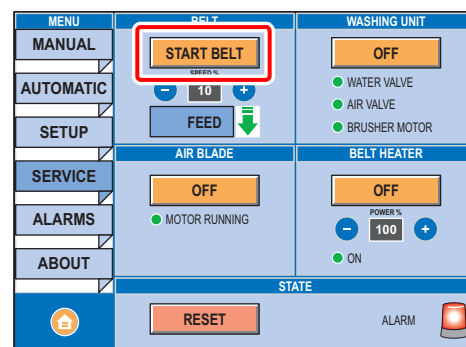 MENU
MANUAL
AUTOMATIC
SETUP
SERVICE
ALARMS
ABOUT
BELT
START BELT
SPEED %
- 10 +
FEED
WASHING UNIT
OFF
WATER VALVE
AIR VALVE
BRUSHER MOTOR
AIR BLADE
OFF
MOTOR RUNNING
BELT HEATER
OFF
POWER %
- 100 +
ON
STATE
RESET
ALARM